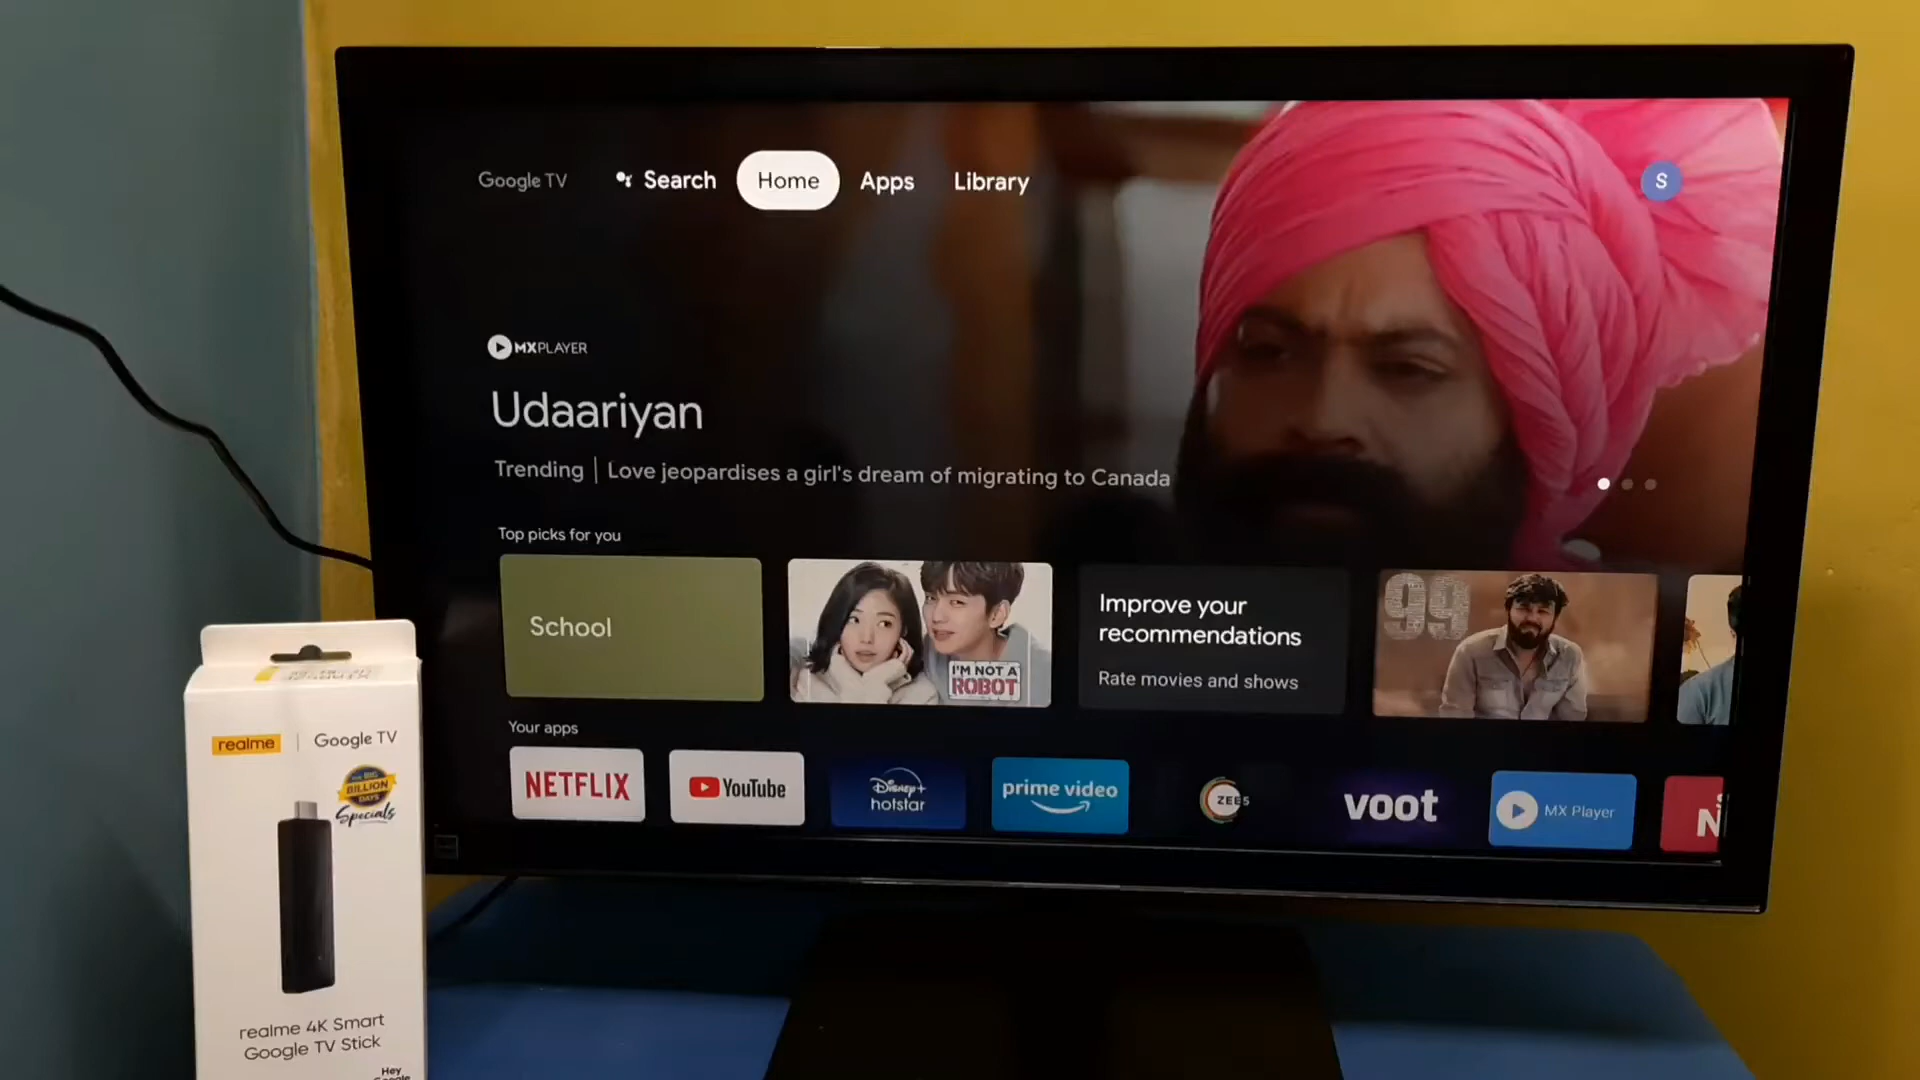 Google TV
Search
Home
Apps
Library
S
MXPLAYER
Udaariyan
Trending | Love jeopardises a girl's dream of migrating to Canada
Top picks for you
School
I'M NOT A
ROBOT
Improve your
recommendations
Rate movies and shows
99
Your apps
NETFLIX
YouTube
Disney+
hotstar
prime video
ZEE5
voot
MX Player
N
realme | Google TV
THE BIG
BILLION
DAYS
Specials
realme 4K Smart
Google TV Stick
Hey
Google